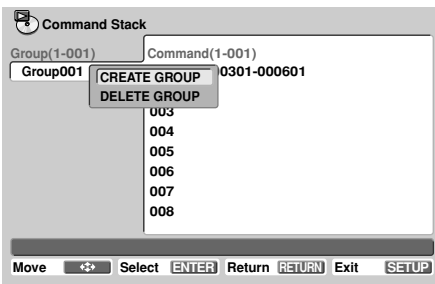 Command Stack
Group(1-001) Command(1-001)
Group001 0301-000601
CREATE GROUP
DELETE GROUP
003
004
005
006
007
008
Move Select ENTER Return RETURN Exit SETUP